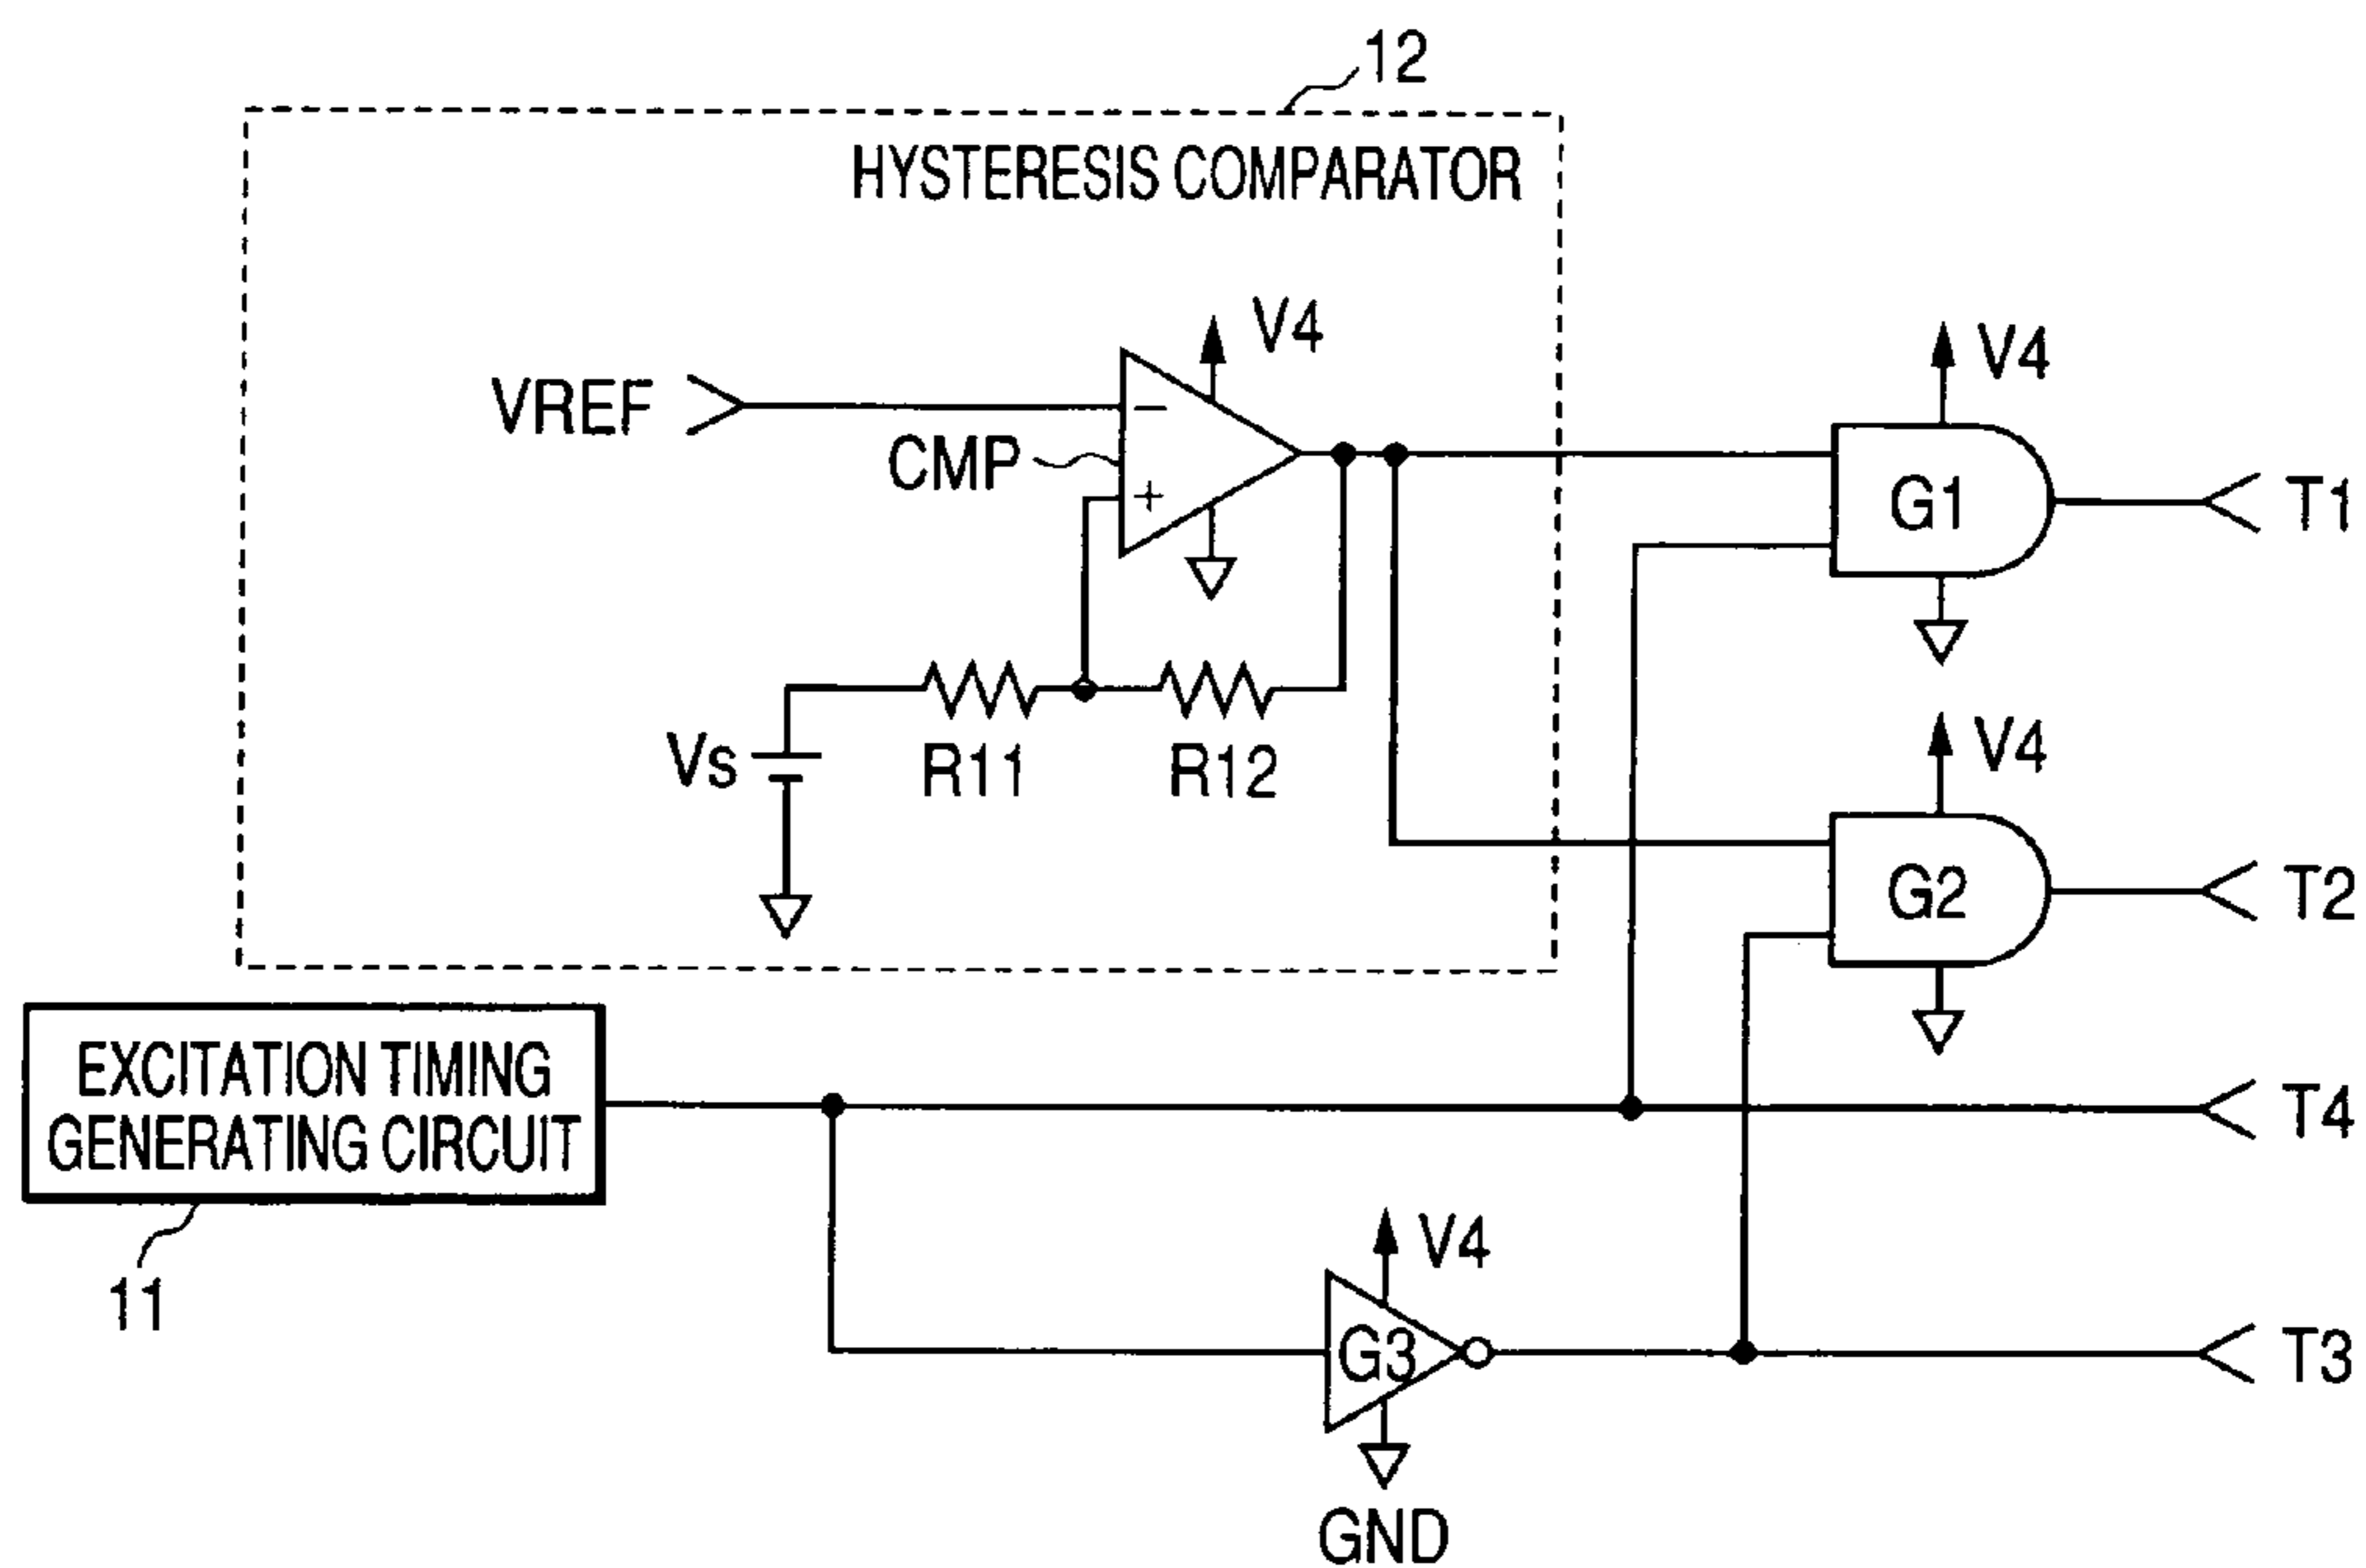 12
HYSTERESIS COMPARATOR
V4
V4
VREF
−
CMP
+
G1
T1
Vs
R11
R12
V4
G2
T2
EXCITATION TIMING
GENERATING CIRCUIT
T4
11
V4
G3
T3
GND